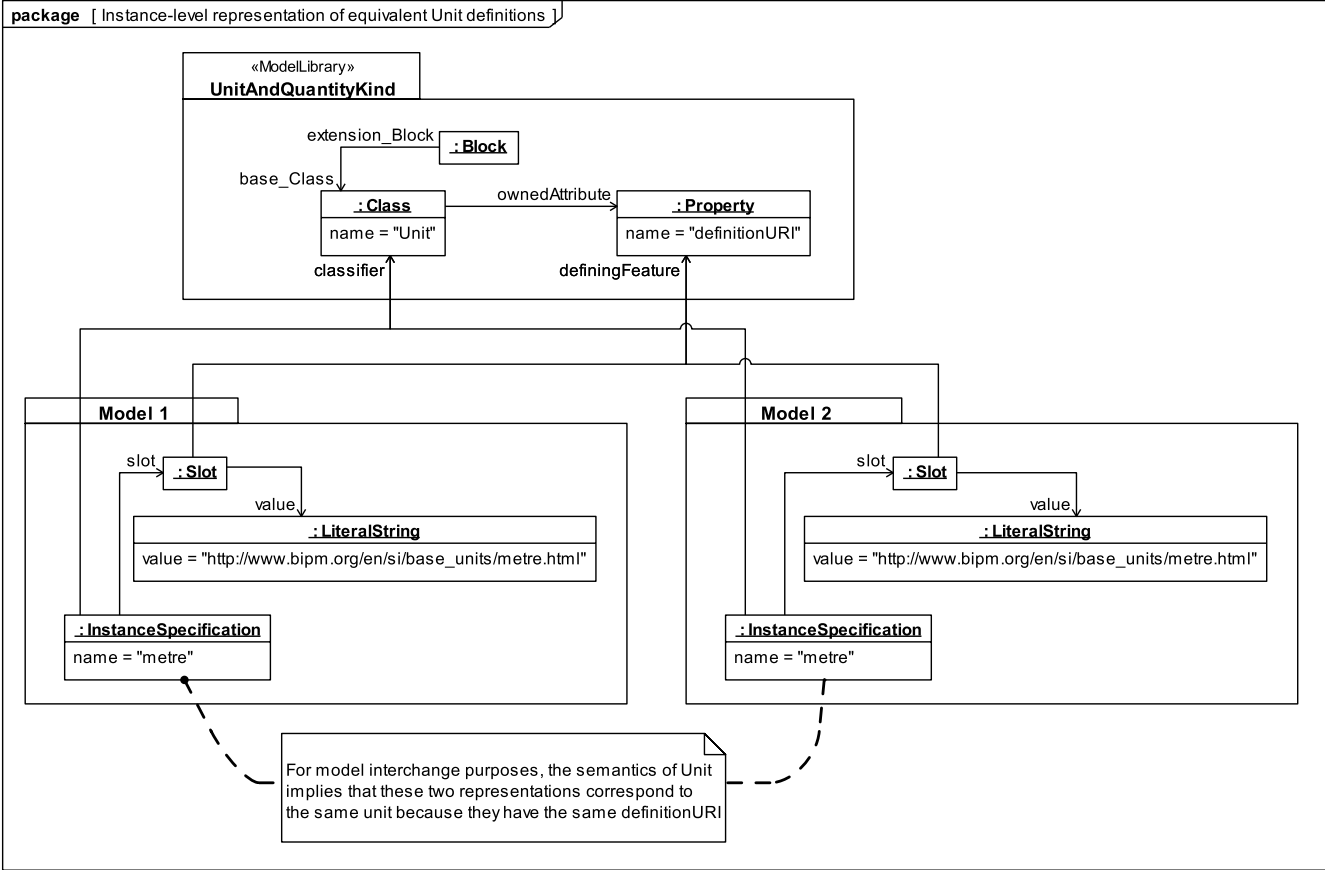 package [ Instance-level representation of equivalent Unit definitions ]
«ModelLibrary»
UnitAndQuantityKind
extension_Block
: Block
base_Class
: Class
ownedAttribute
: Property
name = "Unit"
name = "definitionURI"
classifier
definingFeature
Model 1
slot
: Slot
value
: LiteralString
value = "http://www.bipm.org/en/si/base_units/metre.html"
: InstanceSpecification
name = "metre"
Model 2
slot
: Slot
value
: LiteralString
value = "http://www.bipm.org/en/si/base_units/metre.html"
: InstanceSpecification
name = "metre"
For model interchange purposes, the semantics of Unit
implies that these two representations correspond to
the same unit because they have the same definitionURI